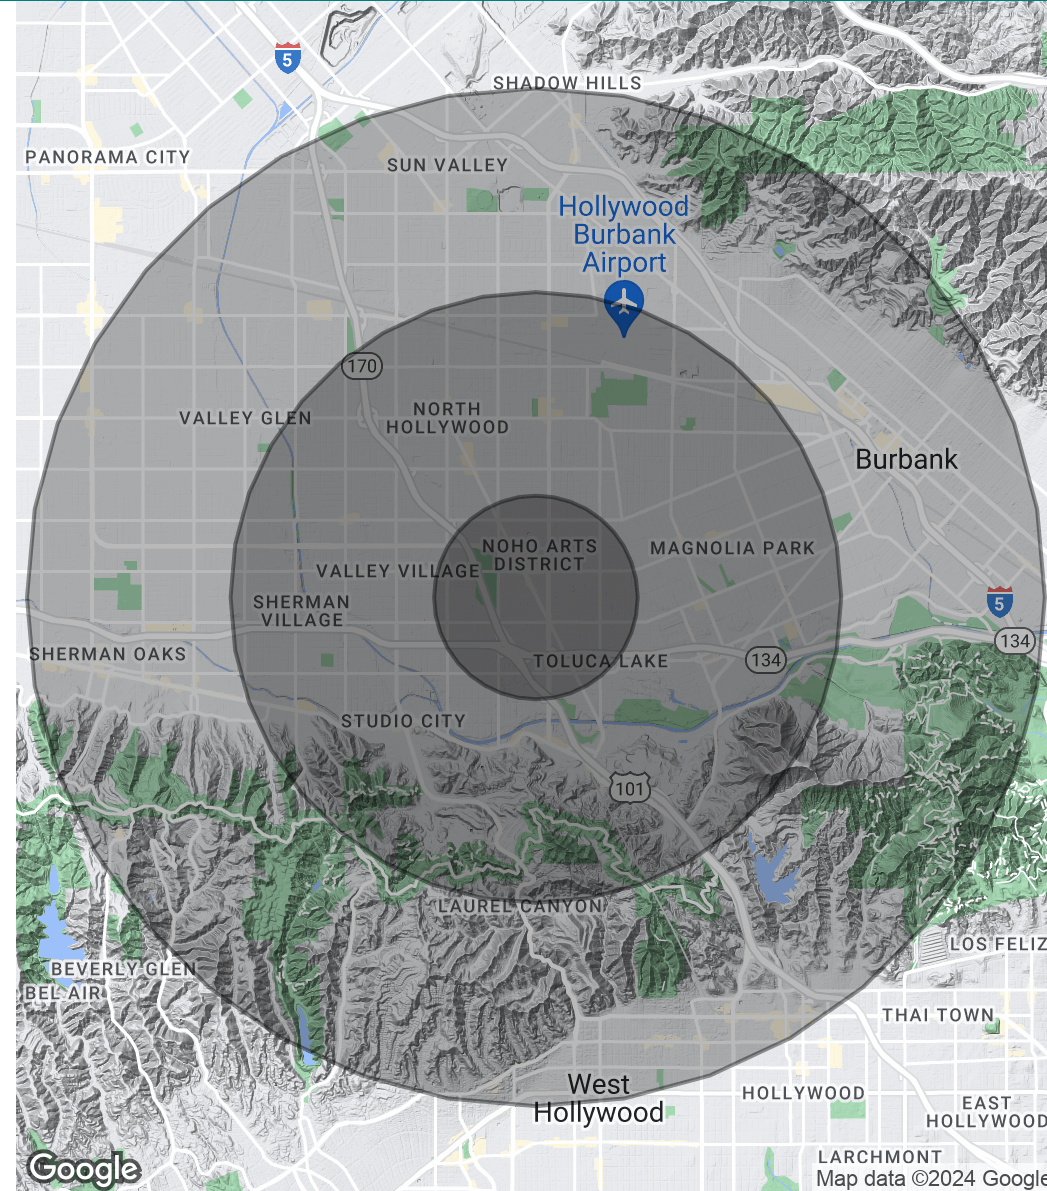 5
SHADOW HILLS
PANORAMA CITY
SUN VALLEY
Hollywood
Burbank
Airport
170
VALLEY GLEN
NORTH
HOLLYWOOD
Burbank
NOHO ARTS
DISTRICT
MAGNOLIA PARK
VALLEY VILLAGE
SHERMAN
VILLAGE
5
134
SHERMAN OAKS
TOLUCA LAKE
134
STUDIO CITY
101
LAUREL CANYON
LOS FELIZ
BEVERLY GLEN
BEL AIR
THAI TOWN
West
Hollywood
HOLLYWOOD
EAST
HOLLYWOOD
LARCHMONT
Google
Map data ©2024 Google